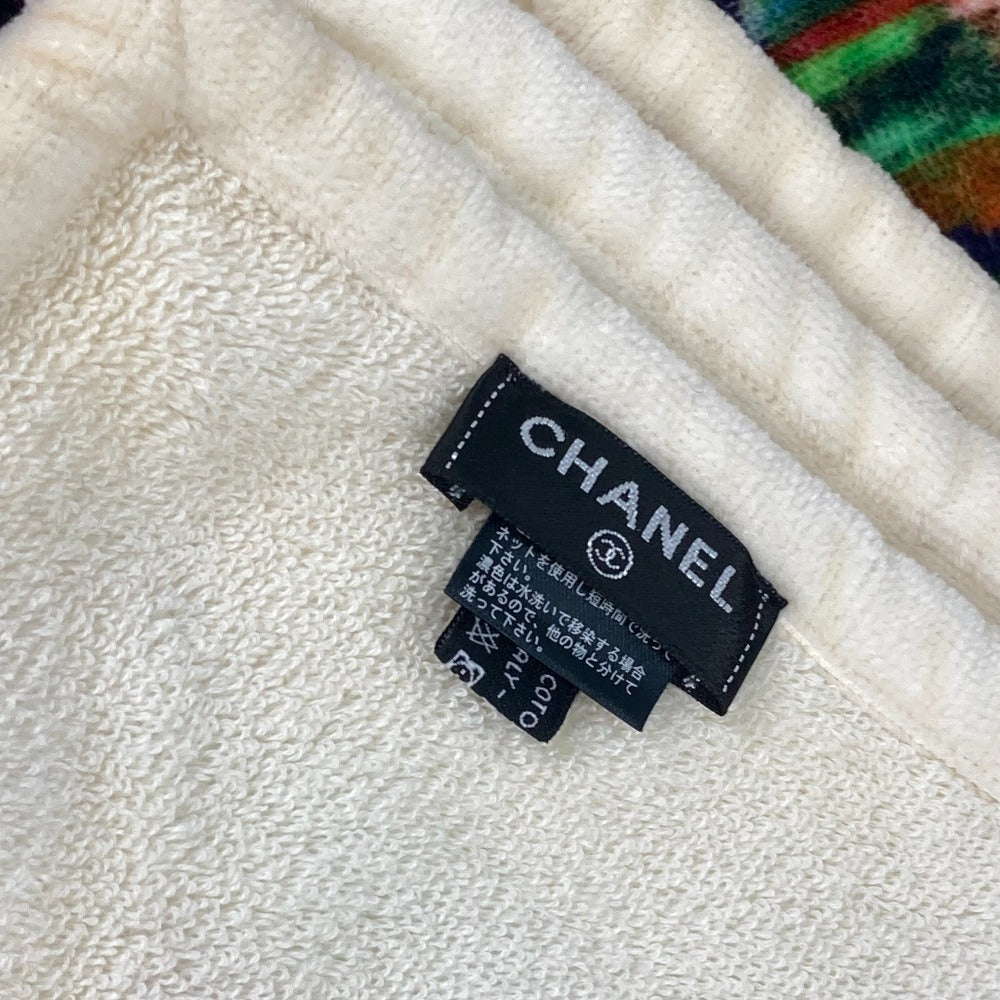 CHANEL
ネットを使用し短時間で洗って
下さい。
濃色は水洗いで移染する場合
があるので、他の物と分けて
洗って下さい。
COTO
ALY